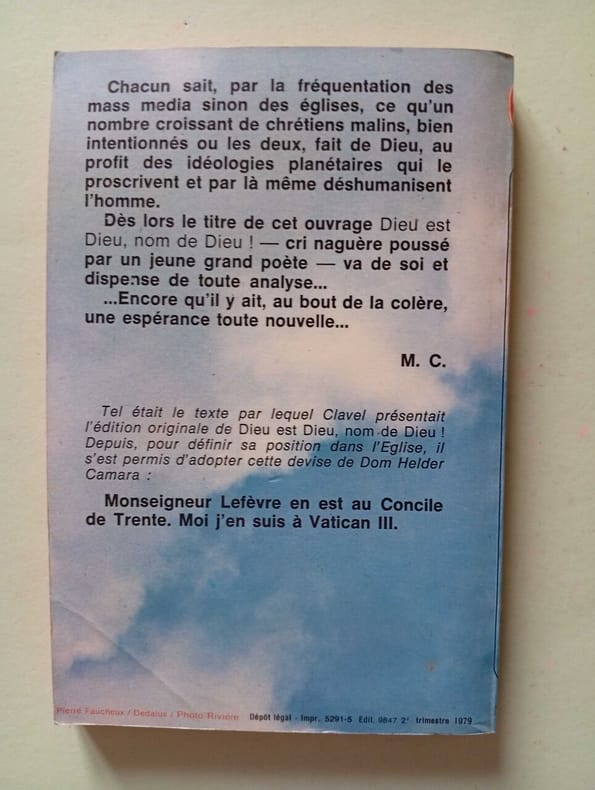 Chacun sait, par la fréquentation des
mass media sinon des églises, ce qu'un
nombre croissant de chrétiens malins, bien
intentionnés ou les deux, fait de Dieu, au
profit des idéologies planétaires qui le
proscrivent et par là même déshumanisent
l'homme.
Dès lors le titre de cet ouvrage Dieu est
Dieu, nom de Dieu ! — cri naguère poussé
par un jeune grand poète — va de soi et
dispense de toute analyse...
...Encore qu'il y ait, au bout de la colère,
une espérance toute nouvelle...
M. C.
Tel était le texte par lequel Clavel présentait
l'édition originale de Dieu est Dieu, nom de Dieu !
Depuis, pour définir sa position dans l'Eglise, il
s'est permis d'adopter cette devise de Dom Helder
Camara :
Monseigneur Lefèvre en est au Concile
de Trente. Moi j'en suis à Vatican III.
Pierre Faucheux / Dedalus / Photo Rivière Dépôt légal - Impr. 5291-5 Edit. 9847 2e trimestre 1979